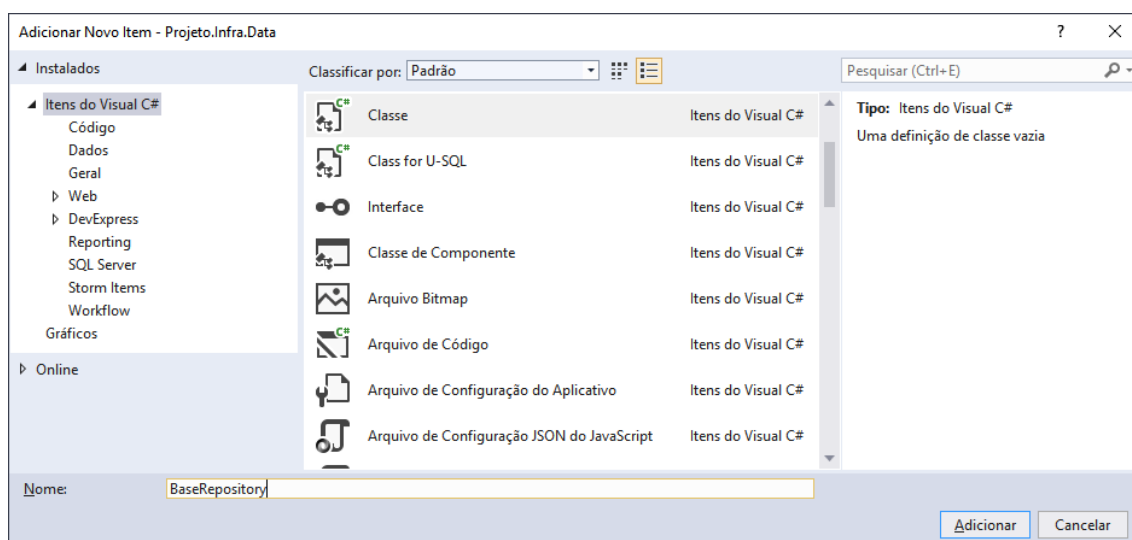 Adicionar Novo Item - Projeto.Infra.Data
?
Instalados
Classificar por: Padrão
Pesquisar (Ctrl+E)
Itens do Visual C#
Código
Dados
Geral
Web
DevExpress
Reporting
SQL Server
Storm Items
Workflow
Gráficos
Online
C# Classe Itens do Visual C#
C# Class for U-SQL Itens do Visual C#
Interface Itens do Visual C#
Classe de Componente Itens do Visual C#
Arquivo Bitmap Itens do Visual C#
C# Arquivo de Código Itens do Visual C#
Arquivo de Configuração do Aplicativo Itens do Visual C#
Arquivo de Configuração JSON do JavaScript Itens do Visual C#
Tipo: Itens do Visual C#
Uma definição de classe vazia
Nome: BaseRepository
Adicionar Cancelar